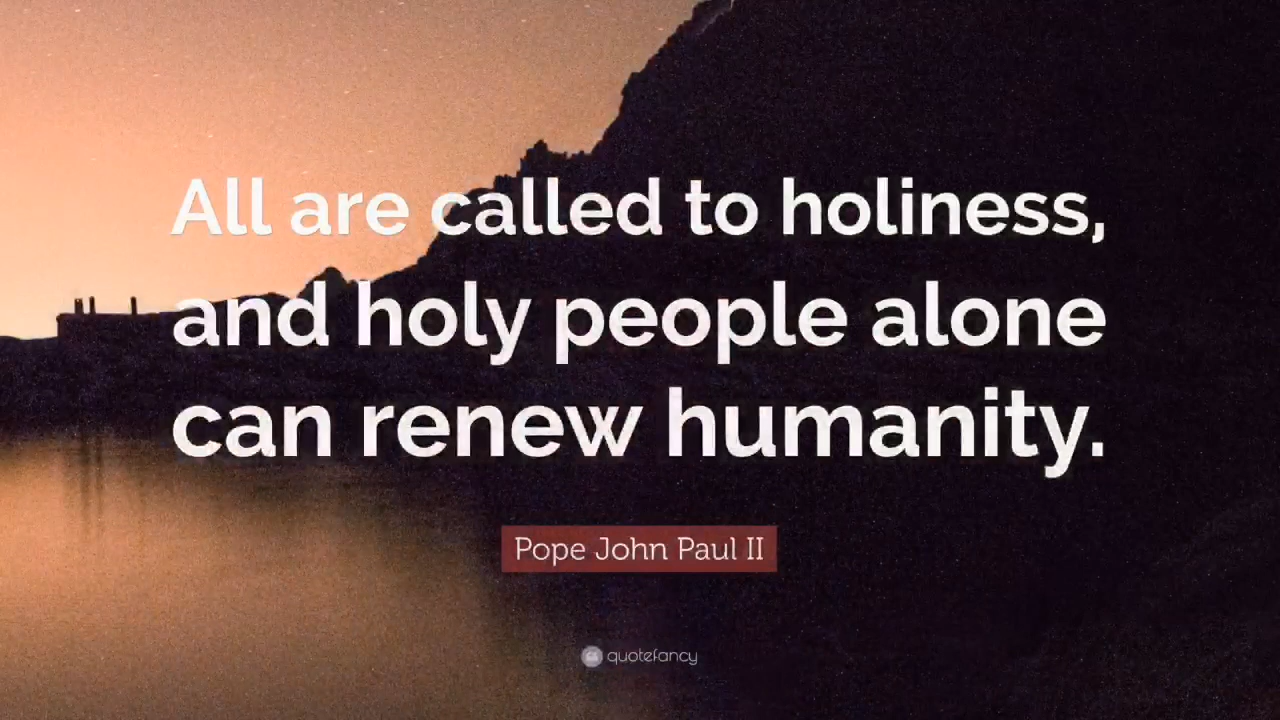 All are called to holiness,
and holy people alone
can renew humanity.
Pope John Paul II
quotefancy